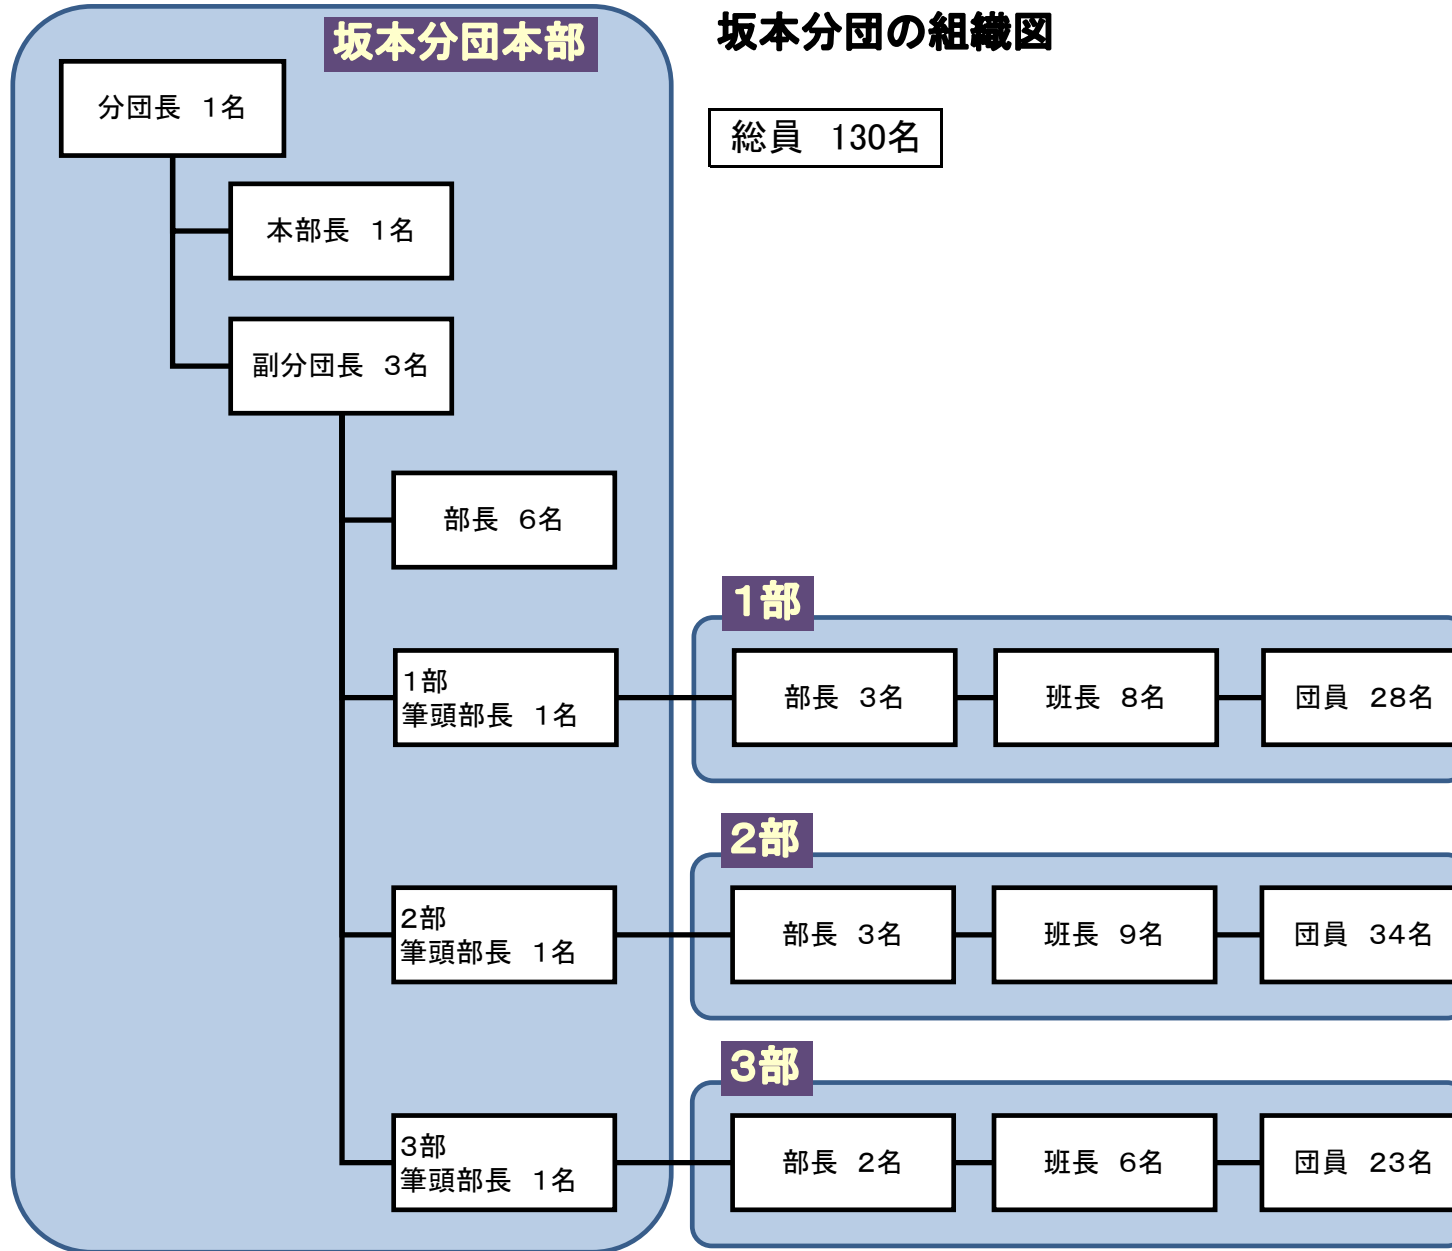 坂本分団本部
坂本分団の組織図
分団長　1名
総員　130名
本部長　1名
副分団長　3名
部長　6名
1部
1部
筆頭部長　1名
部長　3名
班長　8名
団員　28名
2部
2部
筆頭部長　1名
部長　3名
班長　9名
団員　34名
3部
3部
筆頭部長　1名
部長　2名
班長　6名
団員　23名